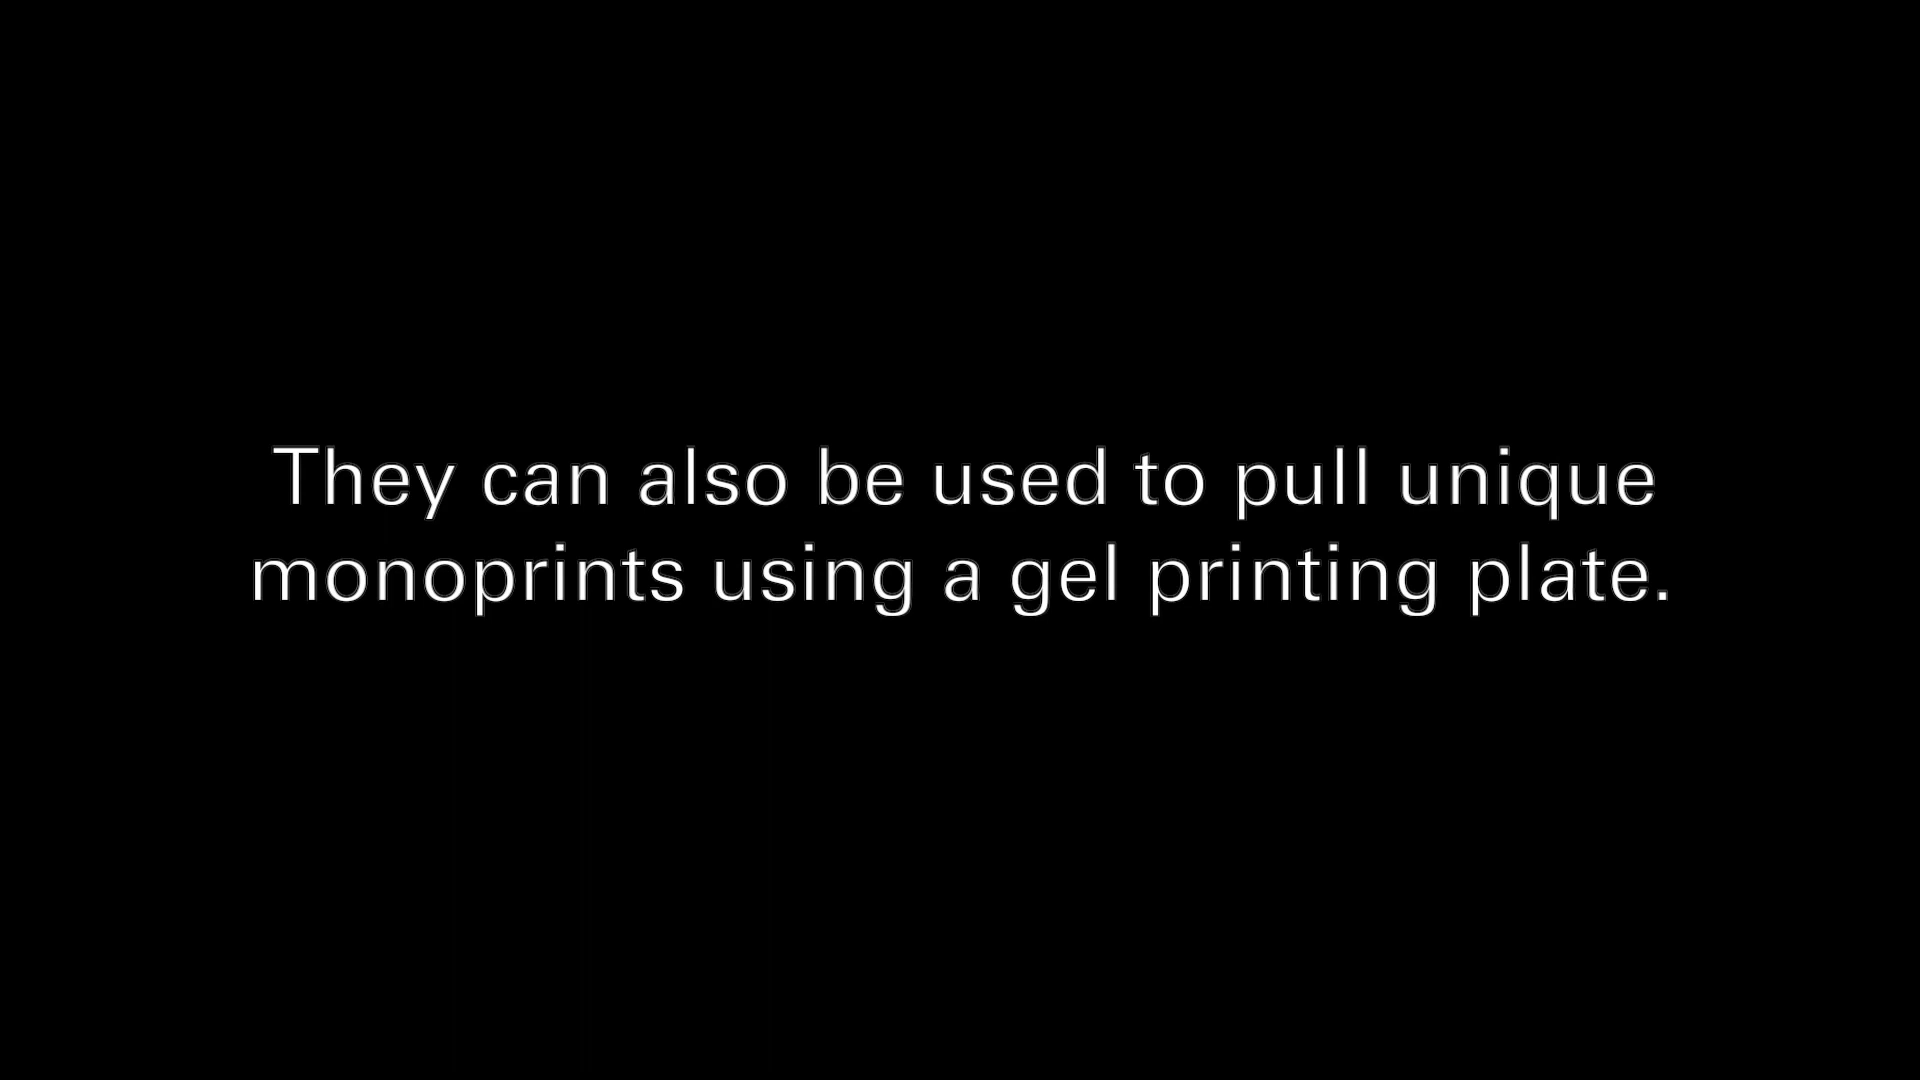 They can also be used to pull unique
monoprints using a gel printing plate.